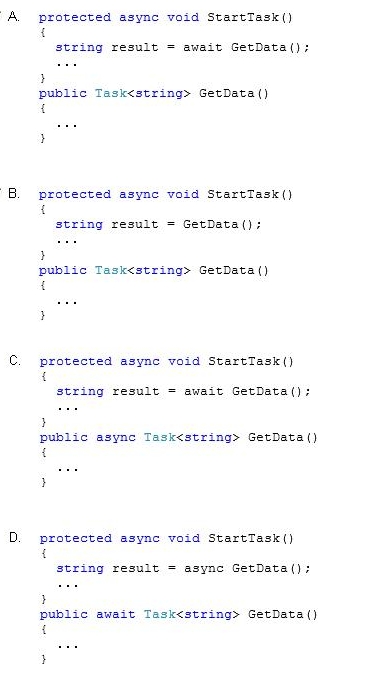 A. protected async void StartTask()
{
string result = await GetData();
...
}
public Task<string> GetData()
{
...
}
B. protected async void StartTask()
{
string result = GetData();
...
}
public Task<string> GetData()
{
...
}
C. protected async void StartTask()
{
string result = await GetData();
...
}
public async Task<string> GetData()
{
...
}
D. protected async void StartTask()
{
string result = async GetData();
...
}
public await Task<string> GetData()
{
...
}